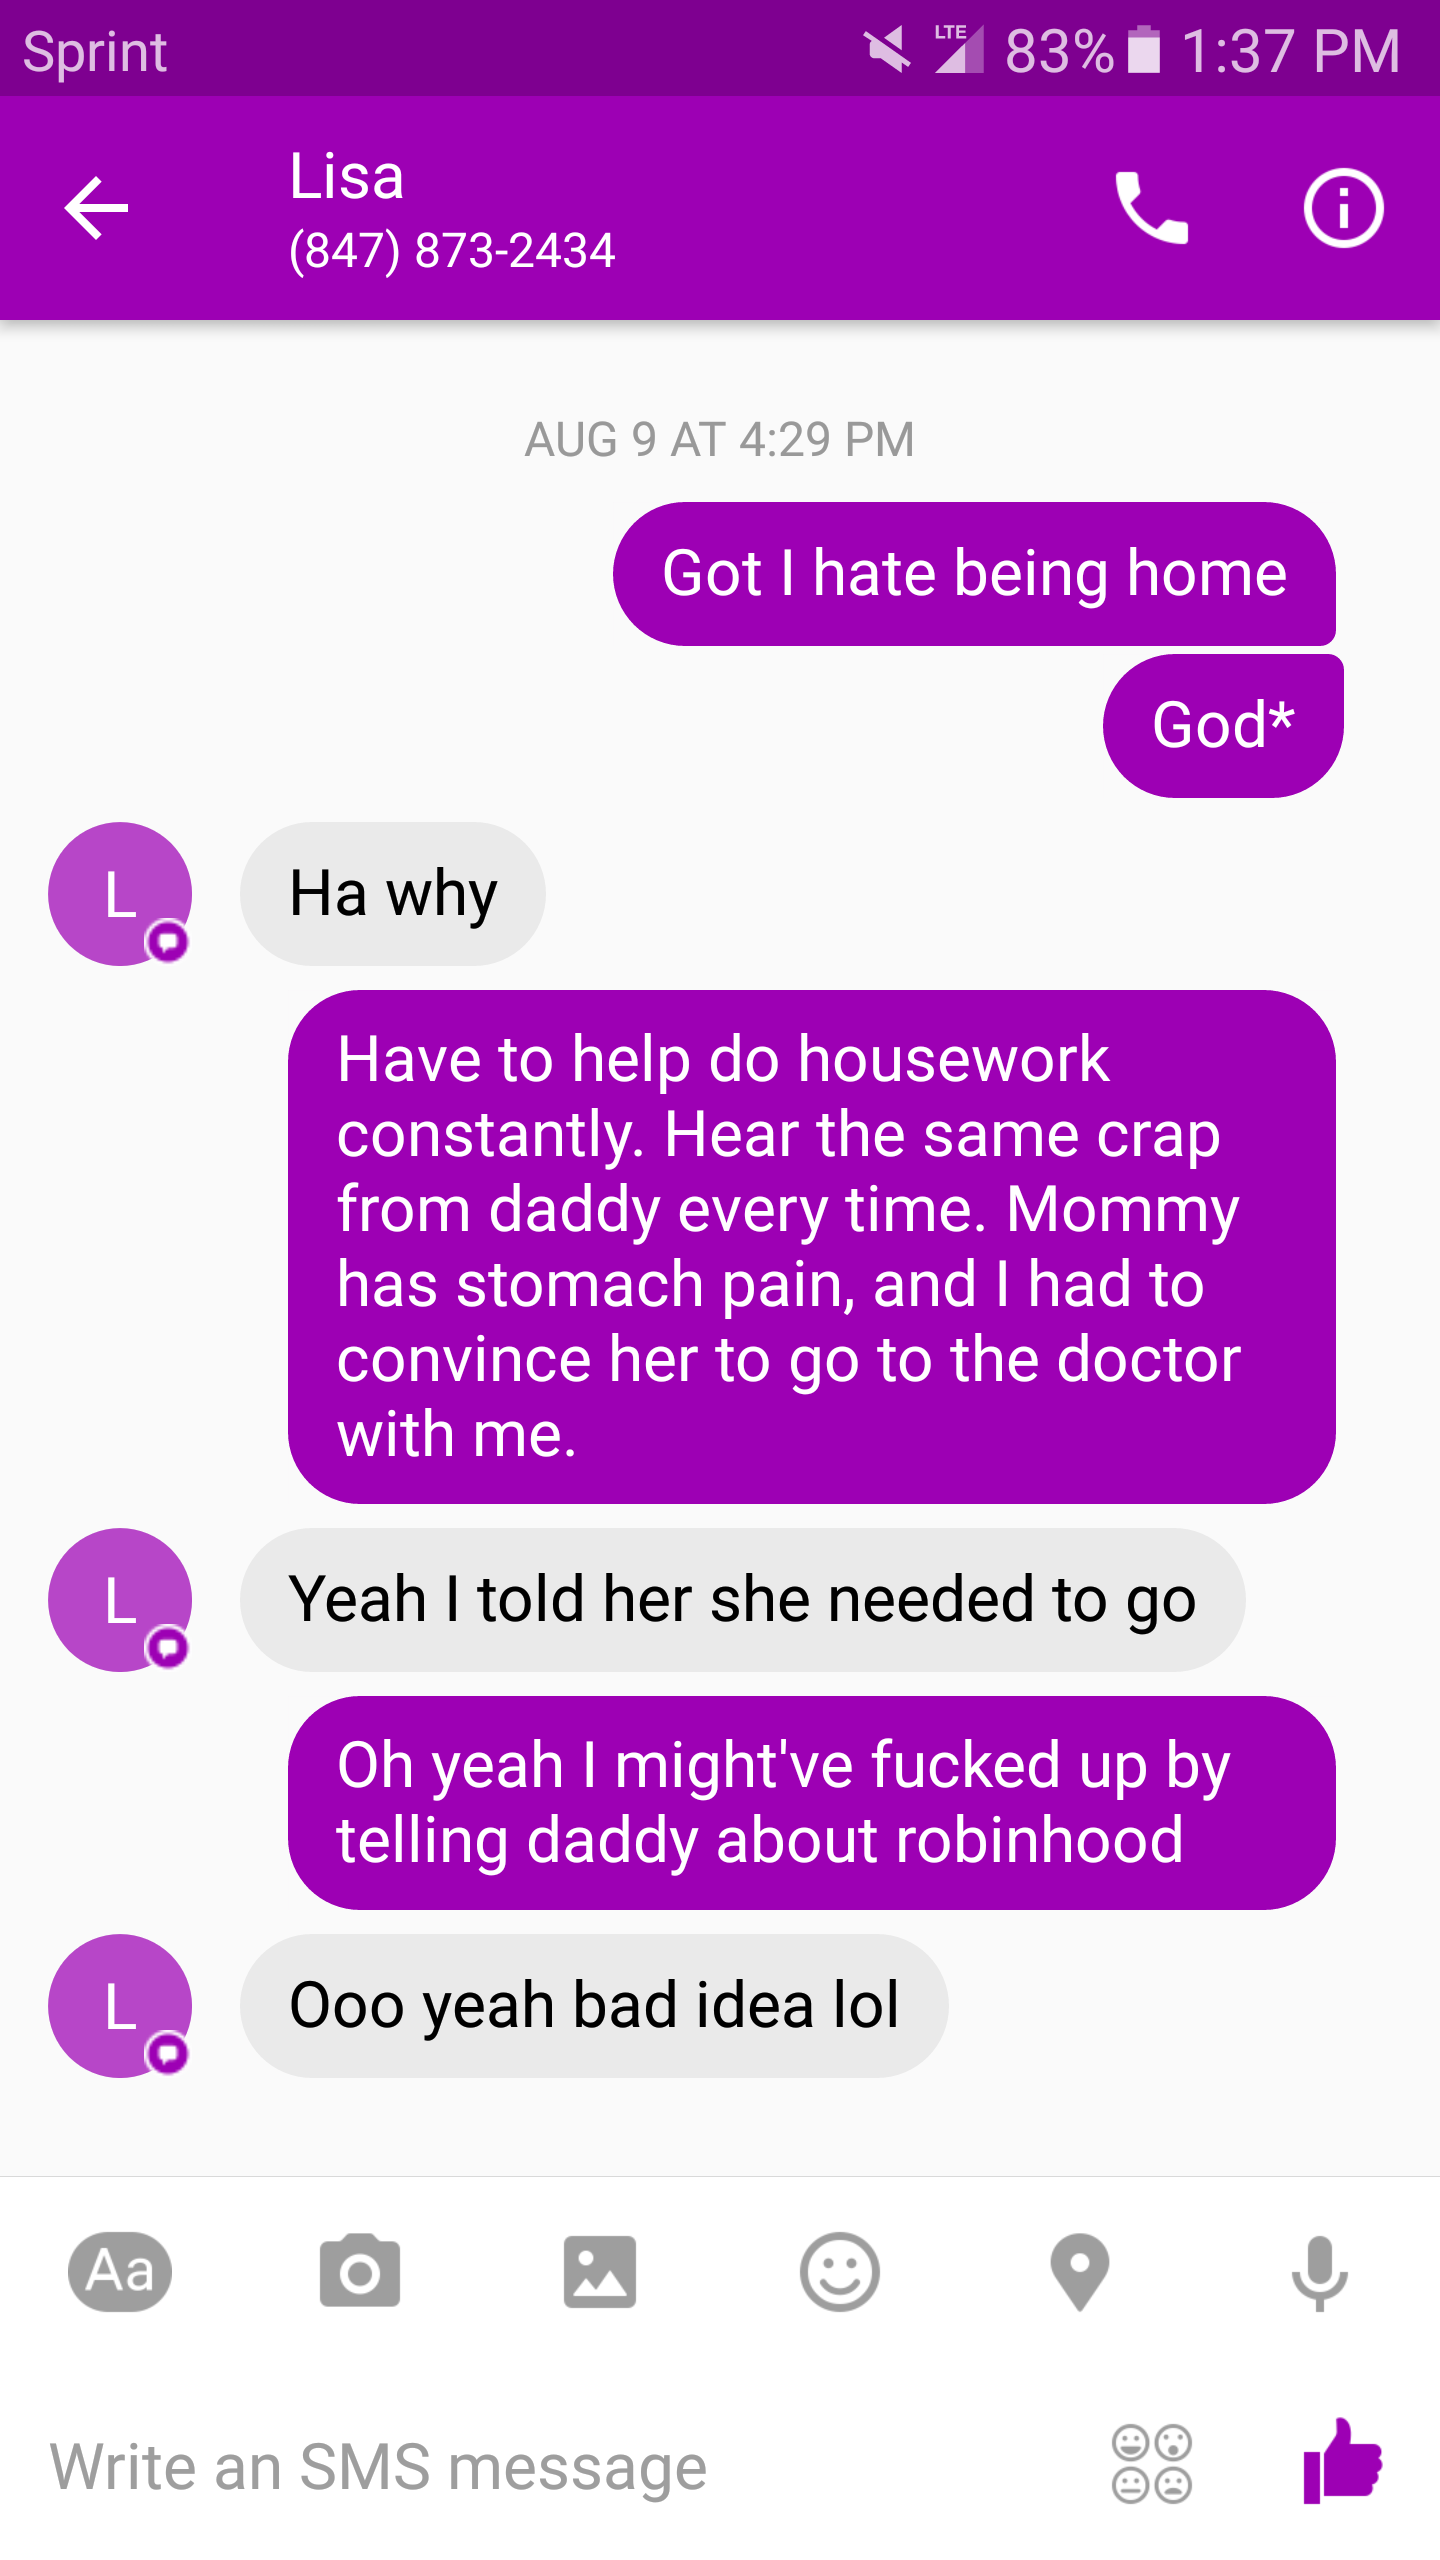 Sprint
LTE
83%
1:37 PM
Lisa
(847) 873-2434
AUG 9 AT 4:29 PM
Got I hate being home
God*
L
Ha why
Have to help do housework
constantly. Hear the same crap
from daddy every time. Mommy
has stomach pain, and I had to
convince her to go to the doctor
with me.
L
Yeah I told her she needed to go
Oh yeah I might've fucked up by
telling daddy about robinhood
L
Ooo yeah bad idea lol
Aa
Write an SMS message